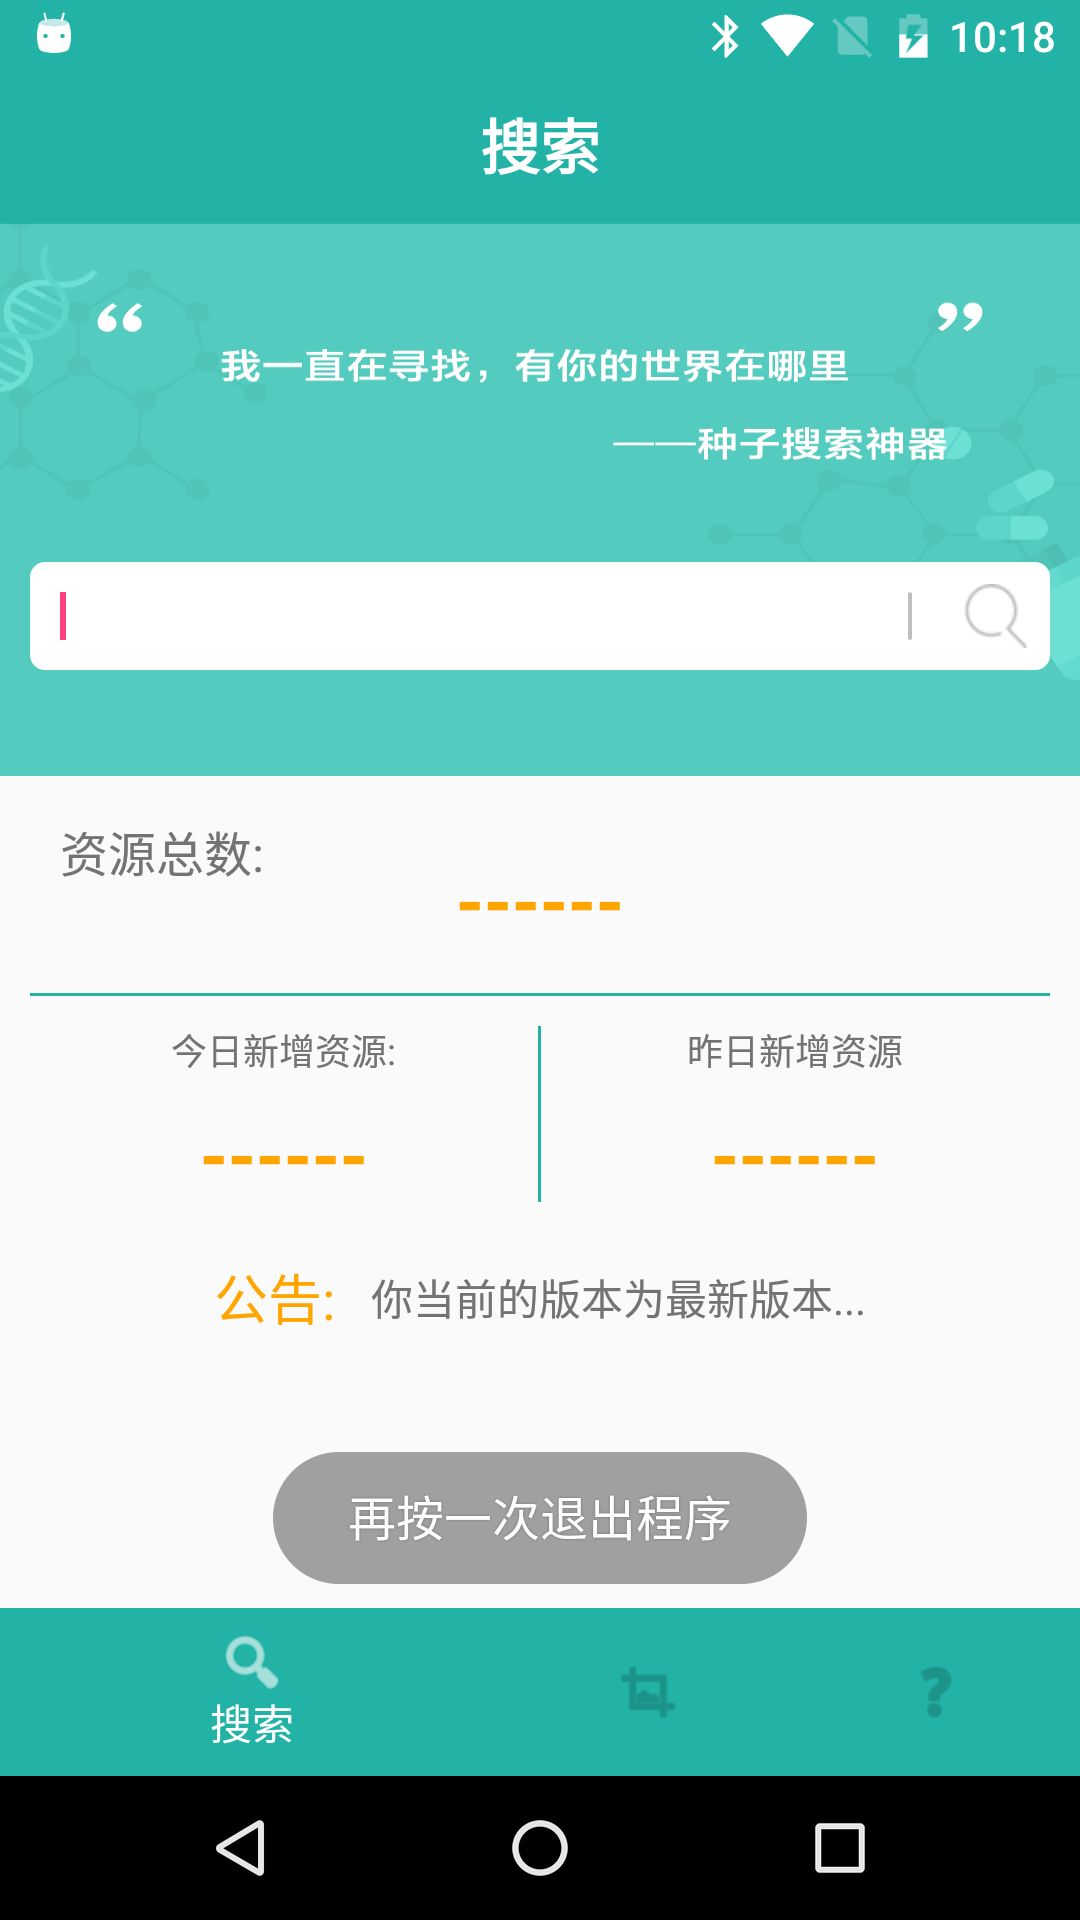 10:18
搜索
“ ”
我一直在寻找，有你的世界在哪里
——种子搜索神器
资源总数:
------
今日新增资源: 昨日新增资源
------ ------
公告: 你当前的版本为最新版本...
再按一次退出程序
搜索